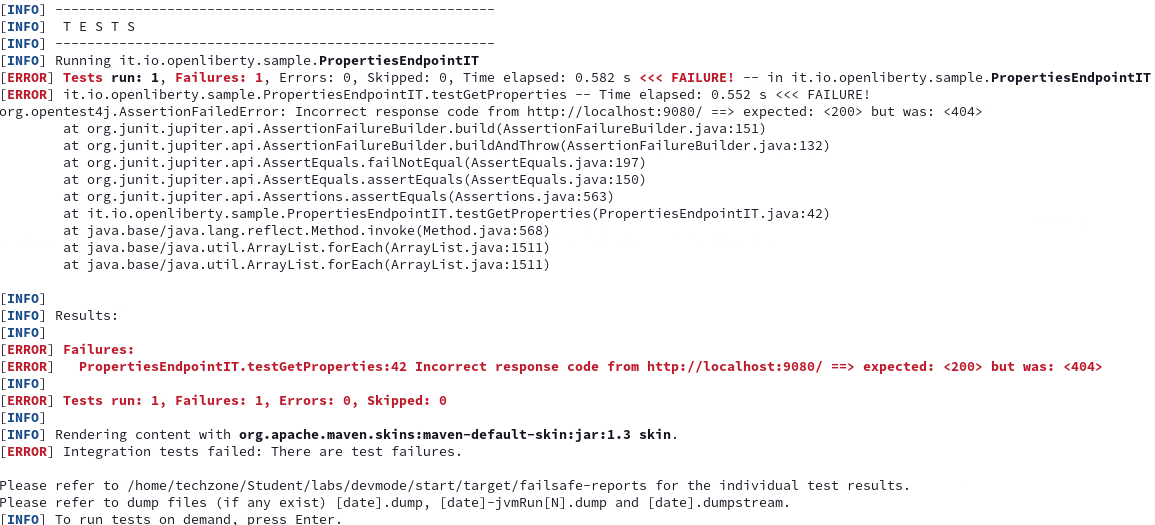 [INFO] -------------------------------------------------------
[INFO]  T E S T S
[INFO] -------------------------------------------------------
[INFO] Running it.io.openliberty.sample.PropertiesEndpointIT
[ERROR] Tests run: 1, Failures: 1, Errors: 0, Skipped: 0, Time elapsed: 0.582 s <<< FAILURE! -- in it.io.openliberty.sample.PropertiesEndpointIT
[ERROR] it.io.openliberty.sample.PropertiesEndpointIT.testGetProperties -- Time elapsed: 0.552 s <<< FAILURE!
org.opentest4j.AssertionFailedError: Incorrect response code from http://localhost:9080/ ==> expected: <200> but was: <404>
        at org.junit.jupiter.api.AssertionFailureBuilder.build(AssertionFailureBuilder.java:151)
        at org.junit.jupiter.api.AssertionFailureBuilder.buildAndThrow(AssertionFailureBuilder.java:132)
        at org.junit.jupiter.api.AssertEquals.failNotEqual(AssertEquals.java:197)
        at org.junit.jupiter.api.AssertEquals.assertEquals(AssertEquals.java:150)
        at org.junit.jupiter.api.Assertions.assertEquals(Assertions.java:563)
        at it.io.openliberty.sample.PropertiesEndpointIT.testGetProperties(PropertiesEndpointIT.java:42)
        at java.base/java.lang.reflect.Method.invoke(Method.java:568)
        at java.base/java.util.ArrayList.forEach(ArrayList.java:1511)
        at java.base/java.util.ArrayList.forEach(ArrayList.java:1511)

[INFO]
[INFO] Results:
[INFO]
[ERROR] Failures:
[ERROR]   PropertiesEndpointIT.testGetProperties:42 Incorrect response code from http://localhost:9080/ ==> expected: <200> but was: <404>
[INFO]
[ERROR] Tests run: 1, Failures: 1, Errors: 0, Skipped: 0
[INFO]
[INFO] Rendering content with org.apache.maven.skins:maven-default-skin:jar:1.3 skin.
[ERROR] Integration tests failed: There are test failures.

Please refer to /home/techzone/Student/labs/devmode/start/target/failsafe-reports for the individual test results.
Please refer to dump files (if any exist) [date].dump, [date]-jvmRun[N].dump and [date].dumpstream.
[INFO] To run tests on demand, press Enter.